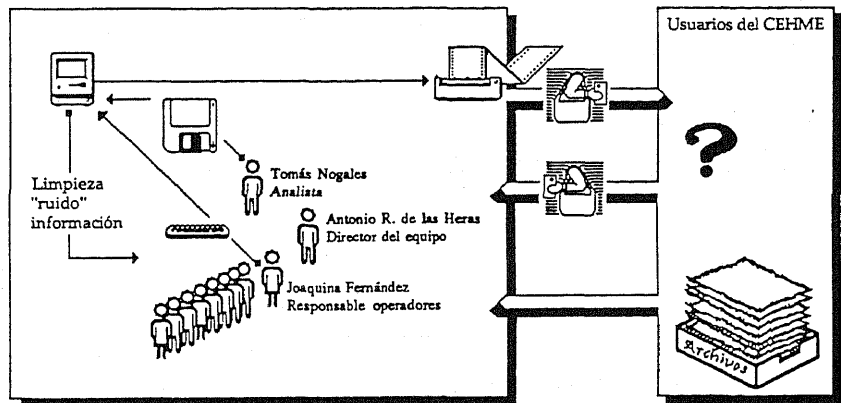 Usuarios del CEHME
Tomás Nogales
Analista
Limpieza
"ruido"
información
Antonio R. de las Heras
Director del equipo
Joaquina Fernández
Responsable operadores
?
Archivos